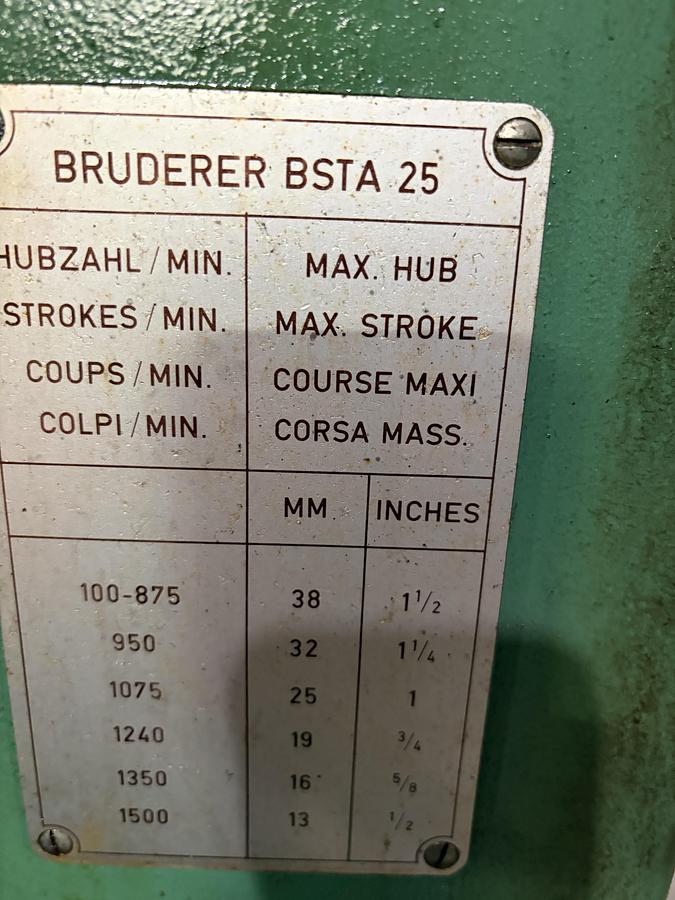 BRUDERER BSTA 25
HUBZAHL/MIN. MAX. HUB
STROKES/MIN. MAX. STROKE
COUPS/MIN. COURSE MAXI
COLPI/MIN. CORSA MASS.
MM INCHES
100-875 38 1 1/2
950 32 1 1/4
1075 25 1
1240 19 3/4
1350 16 5/8
1500 13 1/2